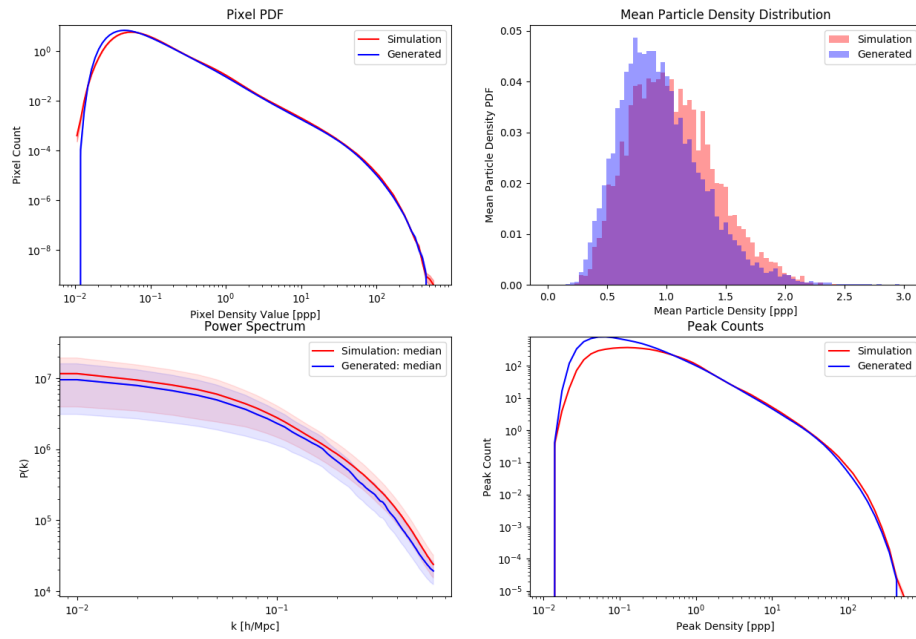 Pixel PDF
Simulation
Generated
10^0
10^-2
10^-4
10^-6
10^-8
Pixel Count
10^-2 10^-1 10^0 10^1 10^2
Pixel Density Value [ppp]
Mean Particle Density Distribution
Simulation
Generated
0.05
0.04
0.03
0.02
0.01
0.00
Mean Particle Density PDF
0.0 0.5 1.0 1.5 2.0 2.5 3.0
Mean Particle Density [ppp]
Power Spectrum
Simulation: median
Generated: median
10^7
10^6
10^5
10^4
P(k)
10^-2 10^-1
k [h/Mpc]
Peak Counts
Simulation
Generated
10^2
10^1
10^0
10^-1
10^-2
10^-3
10^-4
10^-5
Peak Count
10^-2 10^-1 10^0 10^1 10^2
Peak Density [ppp]